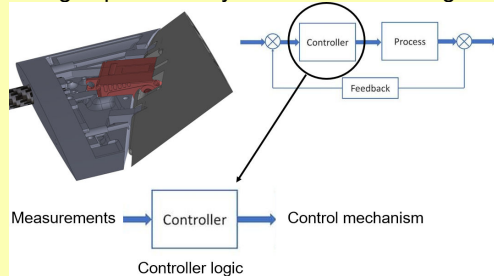 Controller
Process
Feedback
Measurements
Controller
Control mechanism
Controller logic